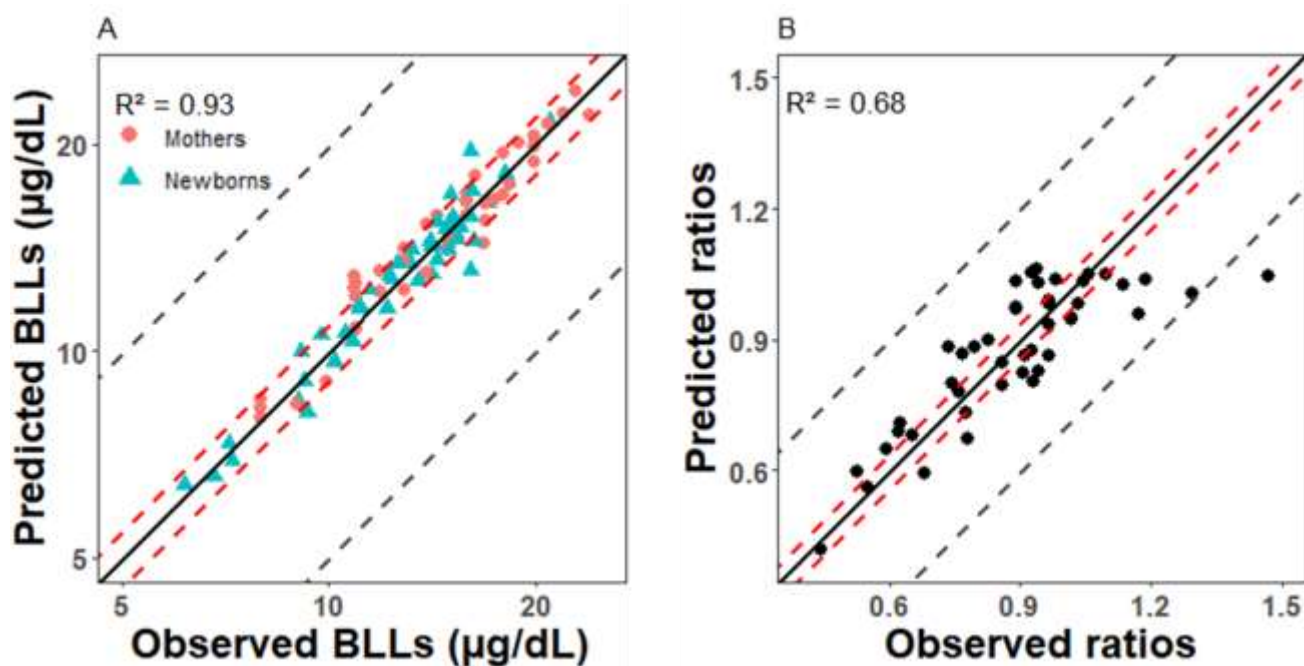 A
R² = 0.93
Mothers
Newborns
20
10
5
5
10
20
Predicted BLLs (µg/dL)
Observed BLLs (µg/dL)
B
R² = 0.68
1.5
1.2
0.9
0.6
0.6
0.9
1.2
1.5
Predicted ratios
Observed ratios